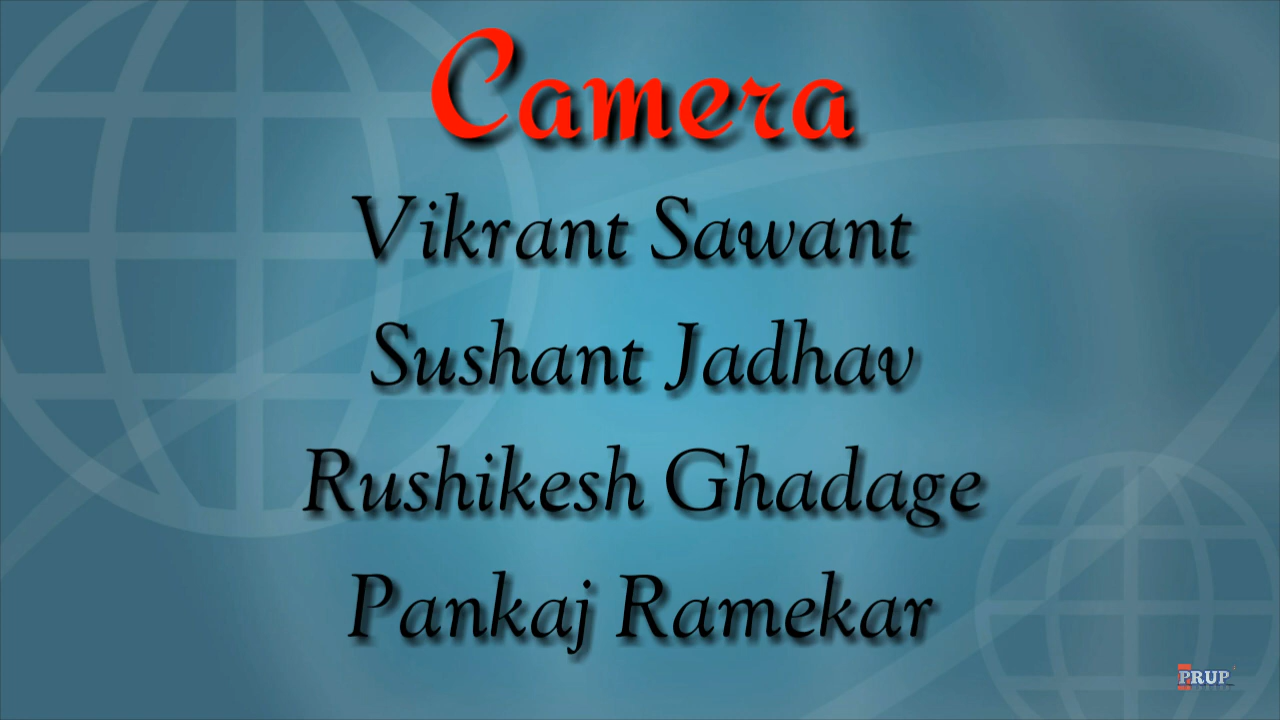 Camera
Vikrant Sawant
Sushant Jadhav
Rushikesh Ghadage
Pankaj Ramekar
PRUP